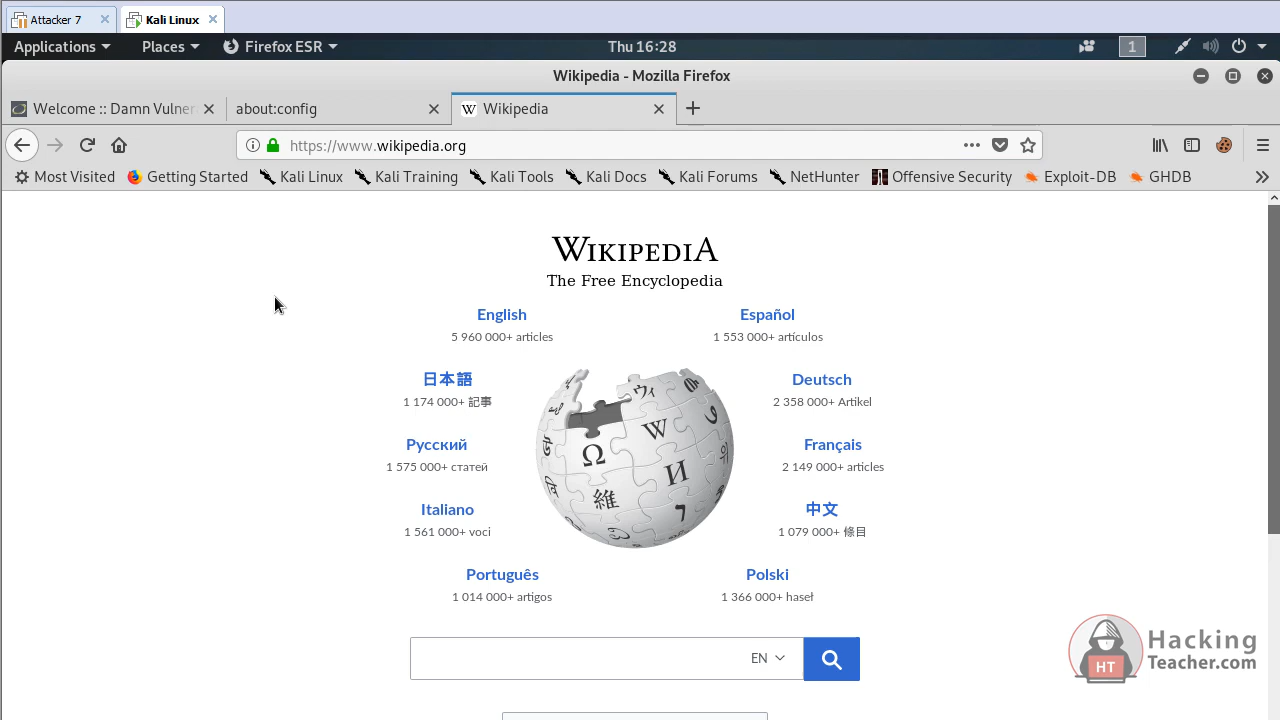 Attacker 7
Kali Linux
Applications Places Firefox ESR Thu 16:28 1
Wikipedia - Mozilla Firefox
Welcome :: Damn Vulner
about:config
Wikipedia
https://www.wikipedia.org
Most Visited Getting Started Kali Linux Kali Training Kali Tools Kali Docs Kali Forums NetHunter Offensive Security Exploit-DB GHDB
WIKIPEDIA
The Free Encyclopedia
English
5 960 000+ articles
Español
1 553 000+ artículos
日本語
1 174 000+ 記事
Deutsch
2 358 000+ Artikel
Русский
1 575 000+ статей
Français
2 149 000+ articles
Italiano
1 561 000+ voci
中文
1 079 000+ 條目
Português
1 014 000+ artigos
Polski
1 366 000+ haseł
Ω W И 維 ウィ 7
EN
HT
Hacking
Teacher.com